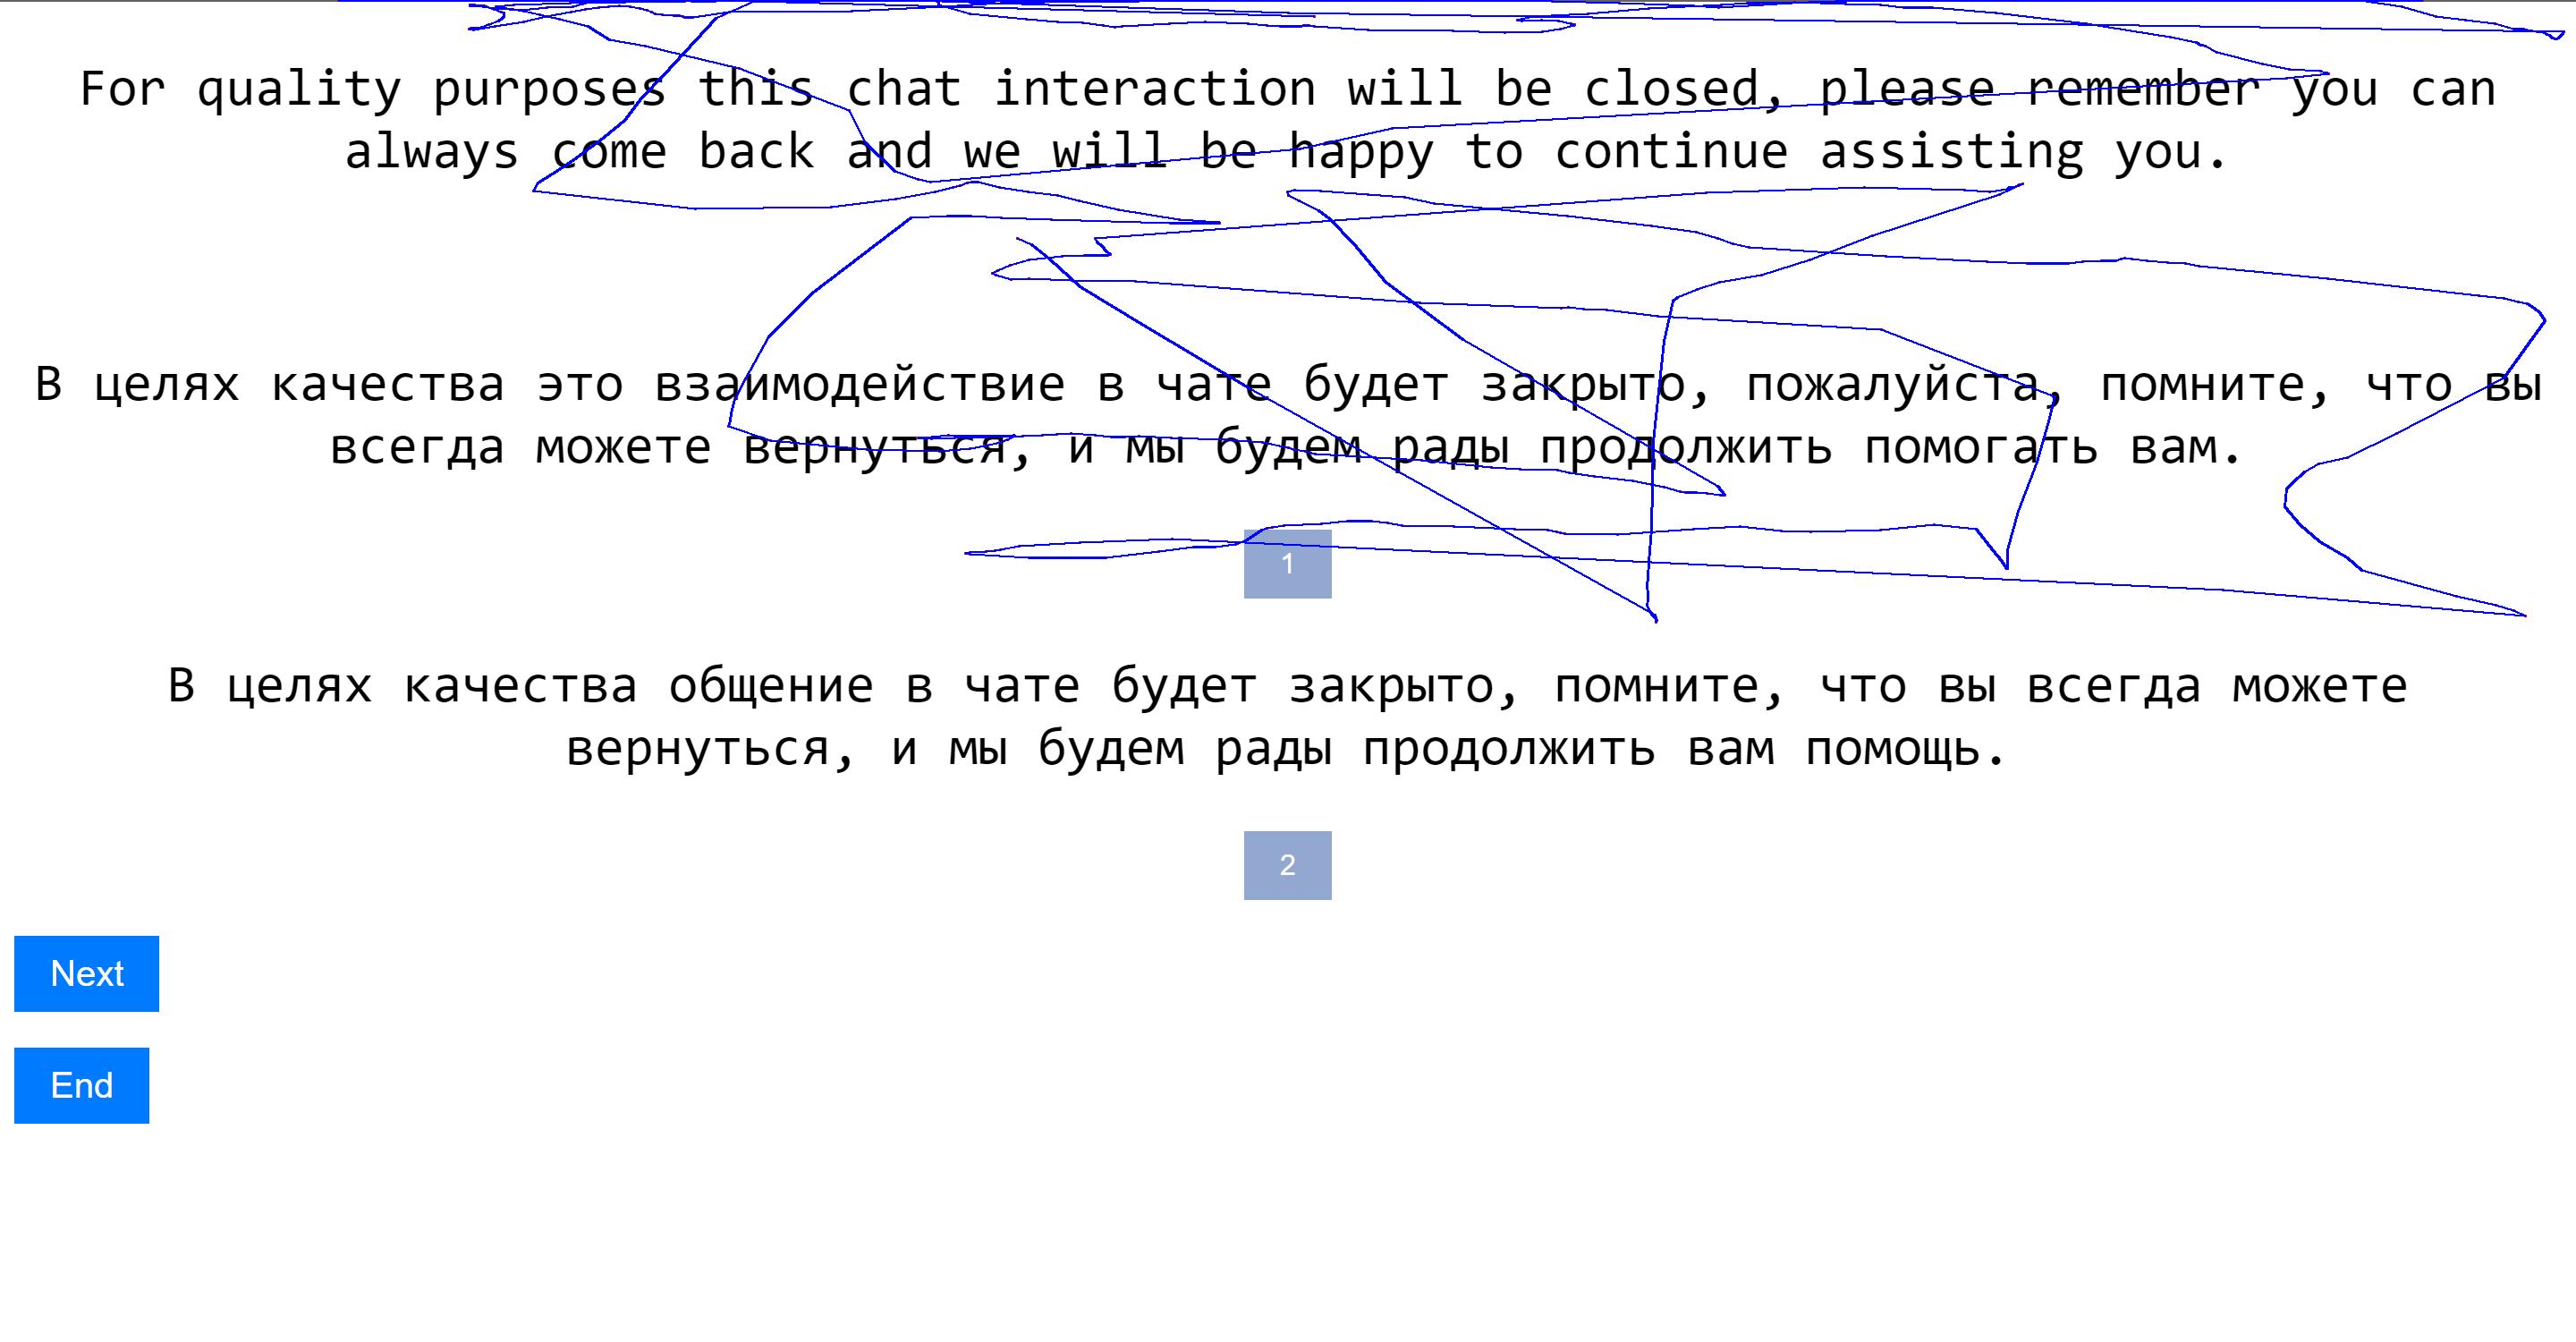 For quality purposes this chat interaction will be closed, please remember you can
always come back and we will be happy to continue assisting you.
В целях качества это взаимодействие в чате будет закрыто, пожалуйста, помните, что вы
всегда можете вернуться, и мы будем рады продолжить помогать вам.
1
В целях качества общение в чате будет закрыто, помните, что вы всегда можете
вернуться, и мы будем рады продолжить вам помощь.
2
Next
End